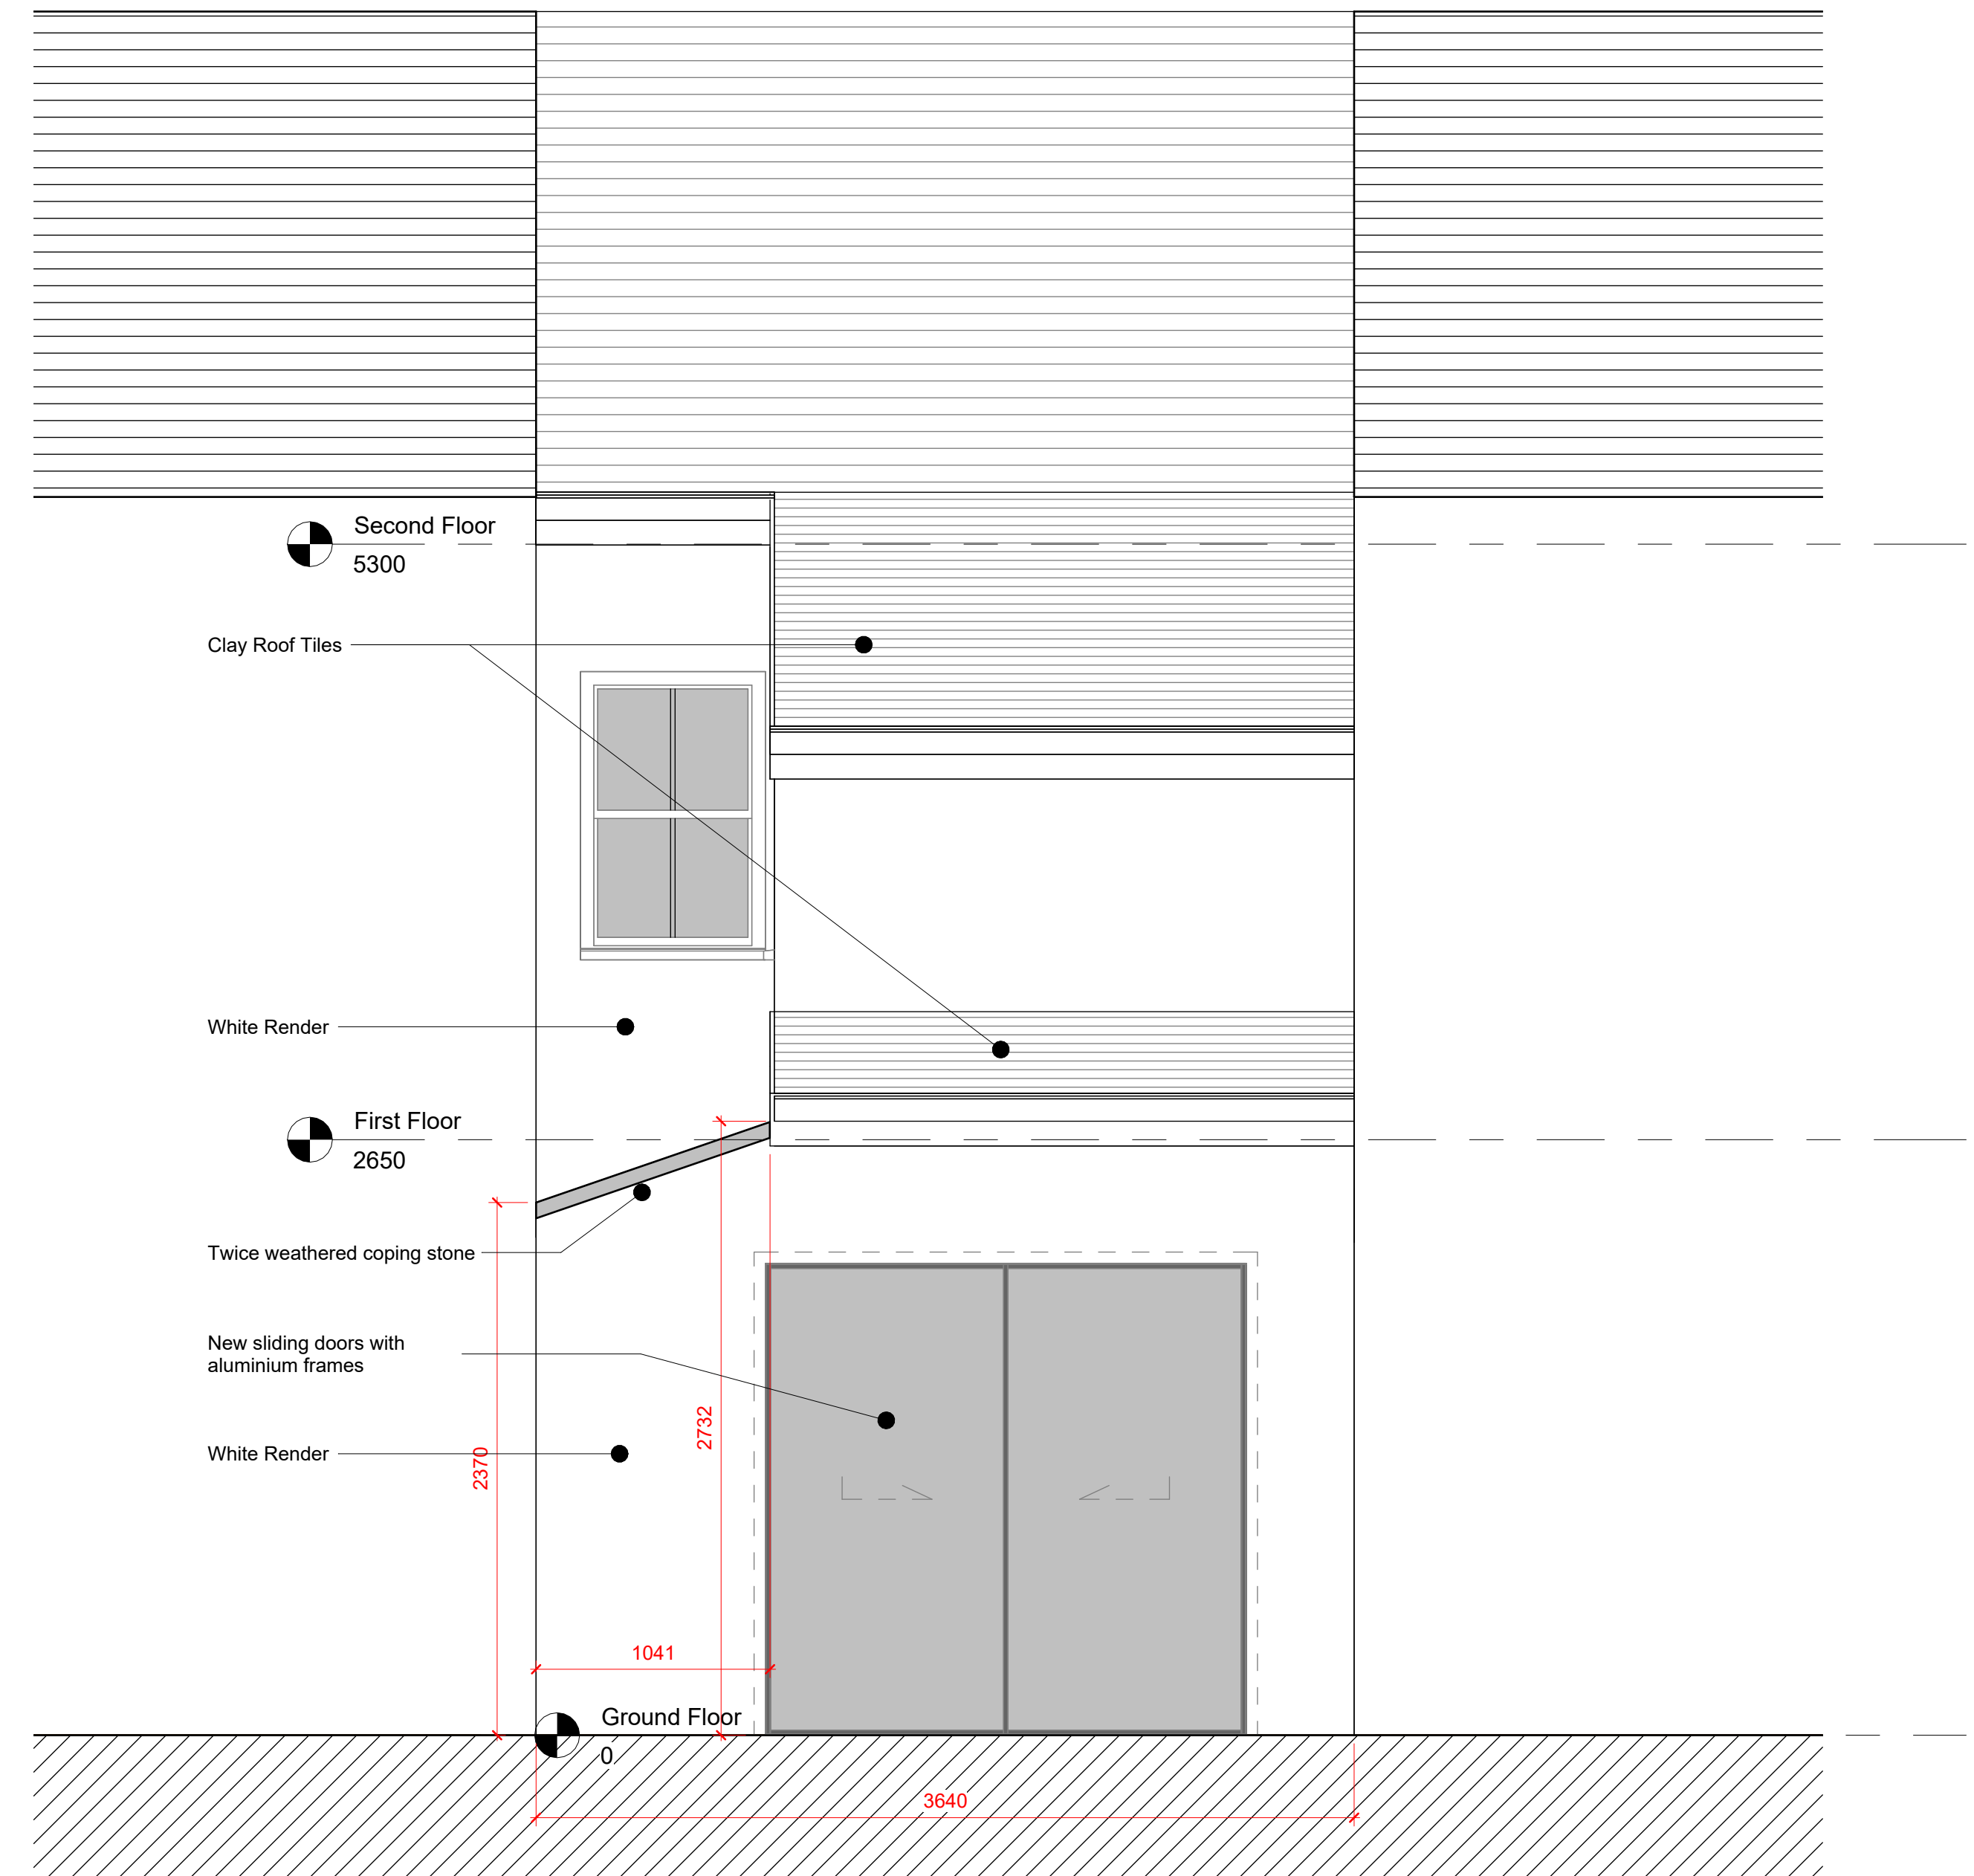 Second Floor
5300
Clay Roof Tiles
White Render
First Floor
2650
Twice weathered coping stone
New sliding doors with
aluminium frames
2732
White Render
2370
1041
Ground Floor
0
3640